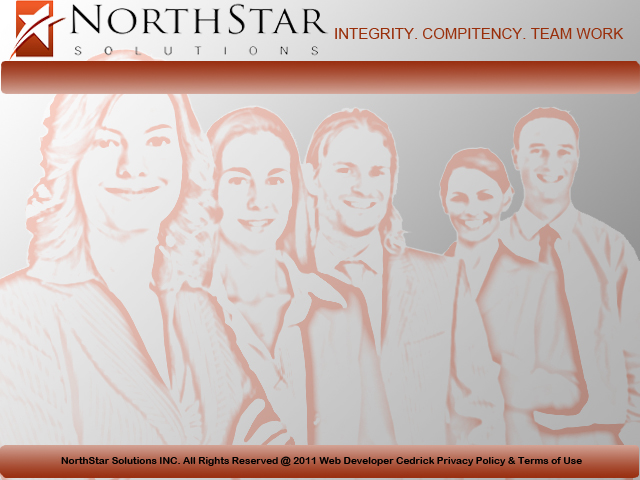 NORTHSTAR
SOLUTIONS
INTEGRITY. COMPITENCY. TEAM WORK
NorthStar Solutions INC. All Rights Reserved @ 2011 Web Developer Cedrick Privacy Policy & Terms of Use